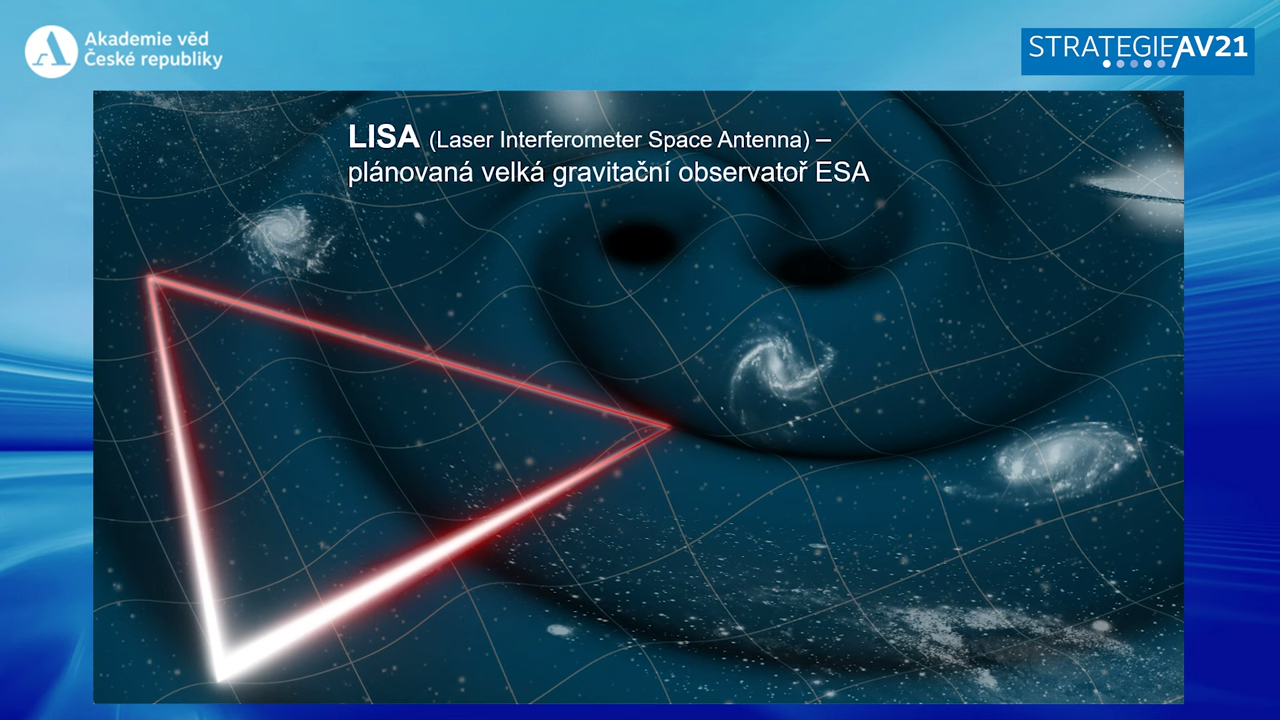 Akademie věd
České republiky
STRATEGIE AV21
LISA (Laser Interferometer Space Antenna) –
plánovaná velká gravitační observatoř ESA